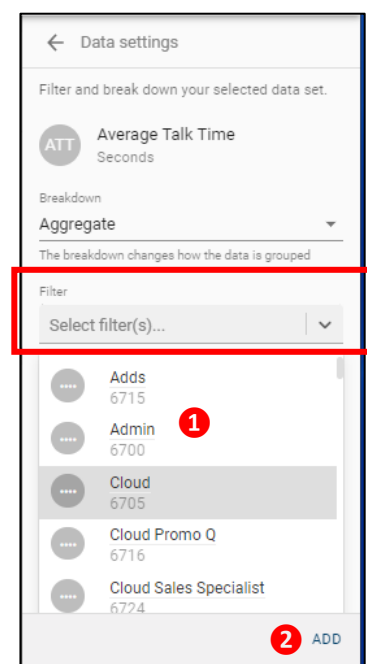 Data settings
Filter and break down your selected data set.
ATT
Average Talk Time
Seconds
Breakdown
Aggregate
The breakdown changes how the data is grouped
Filter
Select filter(s)...
Adds
6715
1
Admin
6700
Cloud
6705
Cloud Promo Q
6716
Cloud Sales Specialist
6724
2 ADD